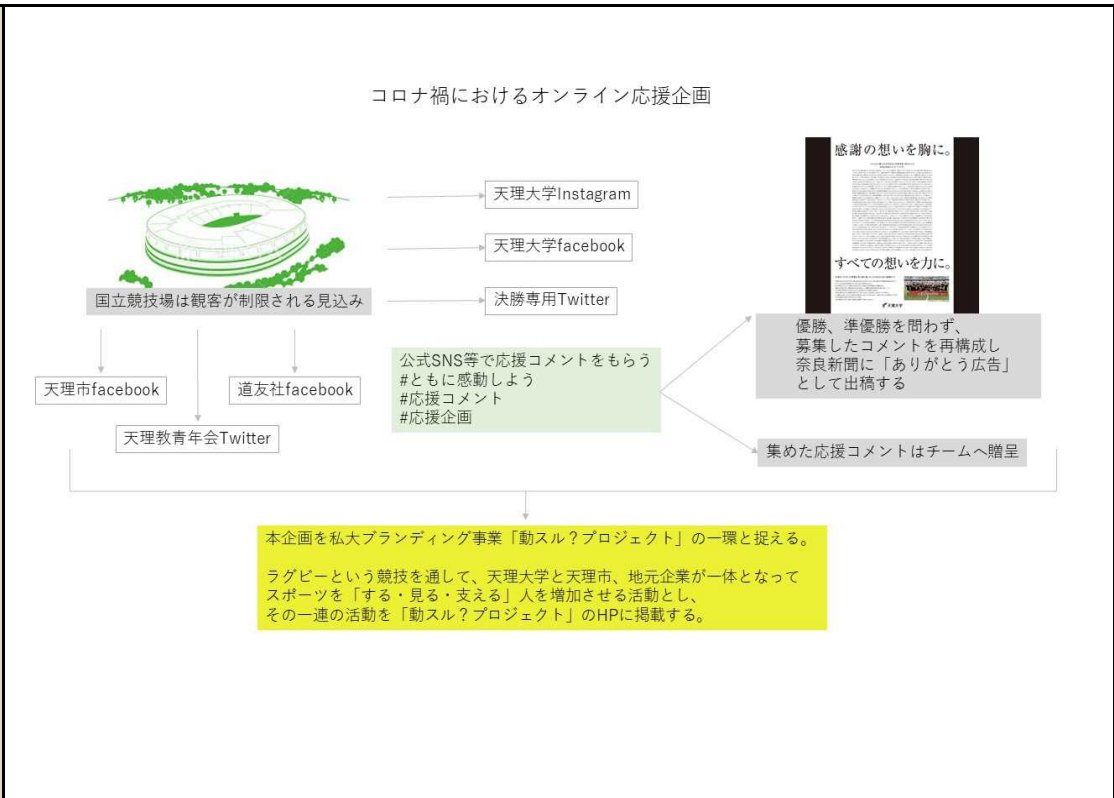 コロナ禍におけるオンライン応援企画
国立競技場は観客が制限される見込み
天理大学Instagram
天理大学facebook
決勝専用Twitter
天理市facebook
道友社facebook
天理教青年会Twitter
公式SNS等で応援コメントをもらう
#ともに感動しよう
#応援コメント
#応援企画
感謝の想いを胸に。
すべての想いを力に。
天理大学
優勝、準優勝を問わず、
募集したコメントを再構成し
奈良新聞に「ありがとう広告」
として出稿する
集めた応援コメントはチームへ贈呈
本企画を私大ブランディング事業「動スル？プロジェクト」の一環と捉える。
ラグビーという競技を通して、天理大学と天理市、地元企業が一体となって
スポーツを「する・見る・支える」人を増加させる活動とし、
その一連の活動を「動スル？プロジェクト」のHPに掲載する。